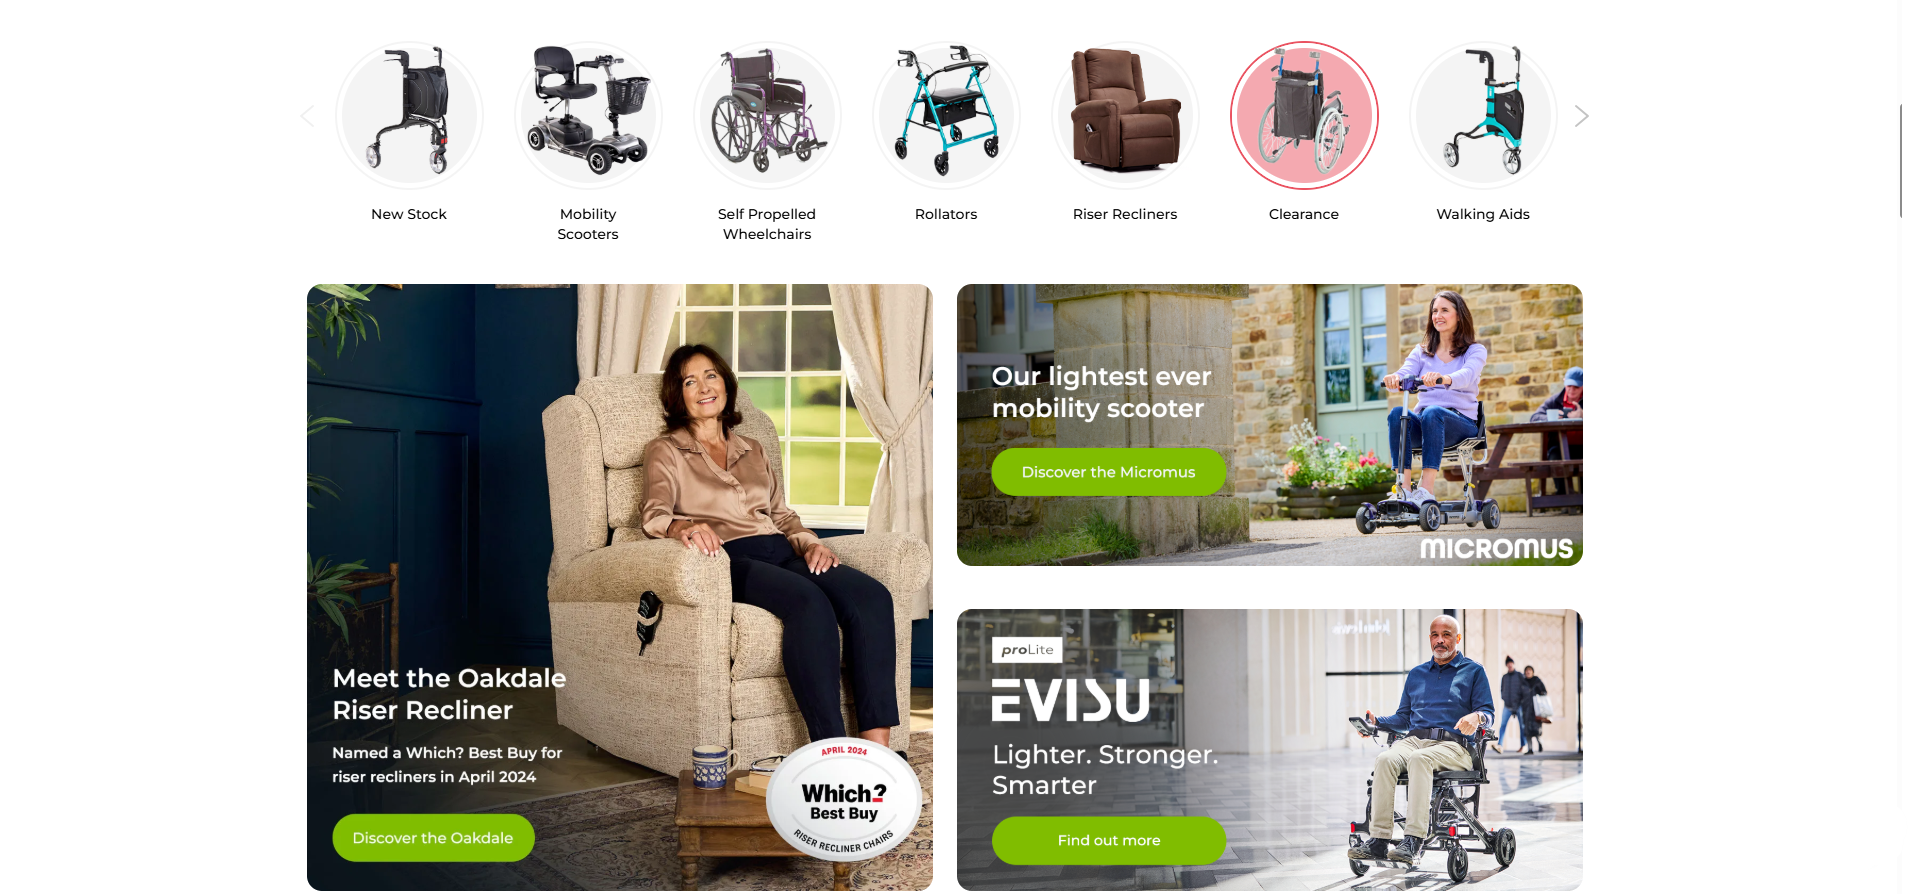 New Stock
Mobility
Scooters
Self Propelled
Wheelchairs
Rollators
Riser Recliners
Clearance
Walking Aids
Meet the Oakdale
Riser Recliner
Named a Which? Best Buy for
riser recliners in April 2024
Discover the Oakdale
APRIL 2024
Which?
Best Buy
RISER RECLINER CHAIRS
Our lightest ever
mobility scooter
Discover the Micromus
MICROMUS
proLite
EVISU
Lighter. Stronger.
Smarter
Find out more